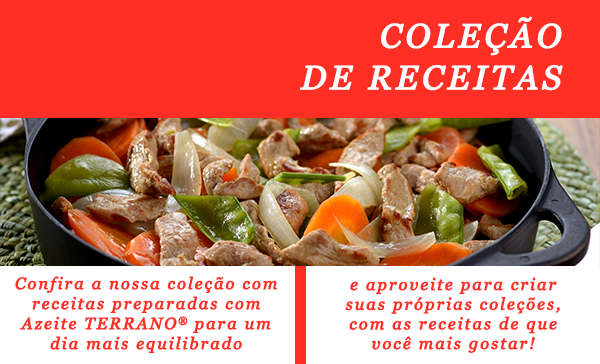 COLEÇÃO
DE RECEITAS
Confira a nossa coleção com
receitas preparadas com
Azeite TERRANO® para um
dia mais equilibrado
e aproveite para criar
suas próprias coleções,
com as receitas de que
você mais gostar!